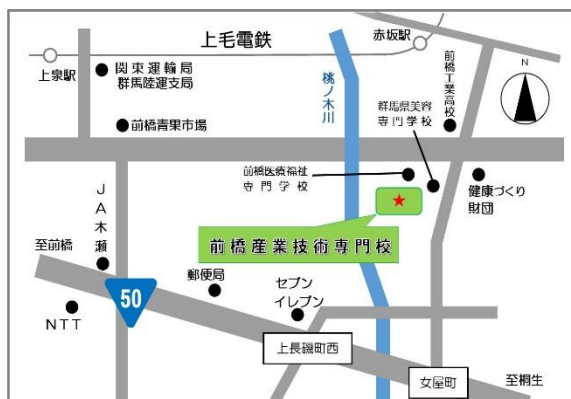 上毛電鉄
赤坂駅
上泉駅
関東運輸局
群馬陸運支局
前橋青果市場
桃ノ木川
群馬県美容
専門学校
前橋工業高校
N
前橋医療福祉
専門学校
健康づくり
財団
JA木瀬
至前橋
前橋産業技術専門校
50
郵便局
セブン
イレブン
NTT
上長磯町西
女屋町
至桐生